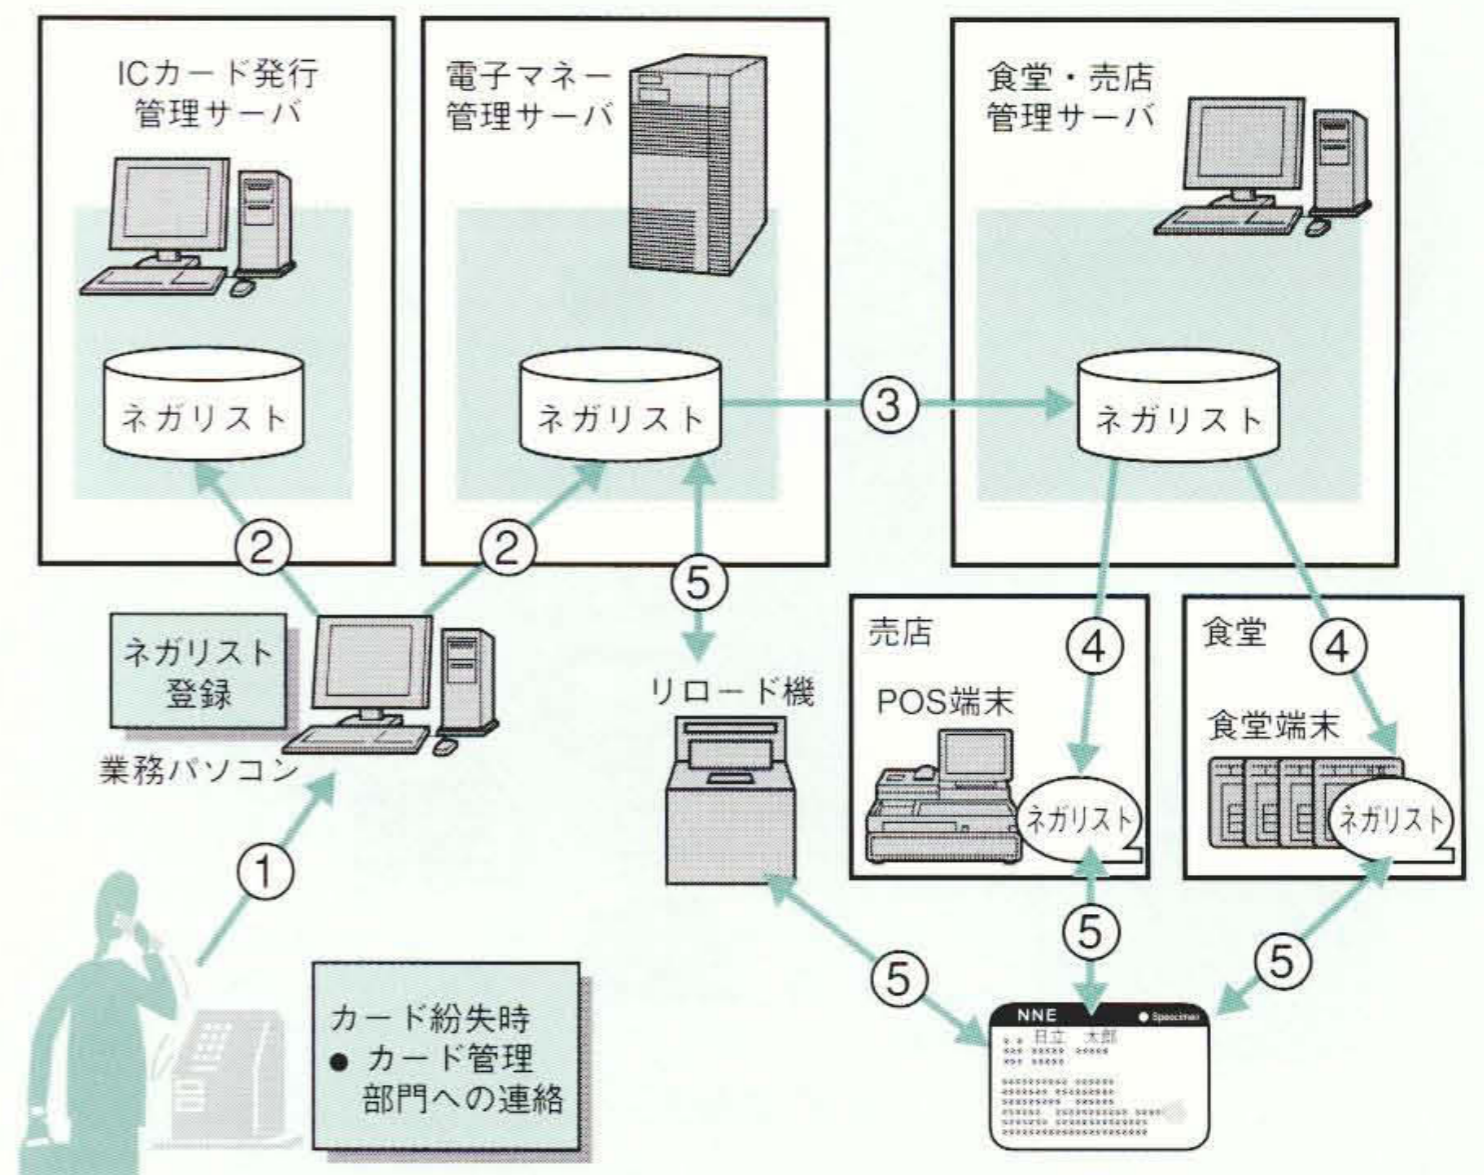 ICカード発行
管理サーバ
電子マネー
管理サーバ
食堂・売店
管理サーバ
ネガリスト
ネガリスト
③
ネガリスト
②
②
⑤
④
④
ネガリスト
登録
業務パソコン
リロード機
売店
POS端末
ネガリスト
食堂
食堂端末
ネガリスト
①
⑤
⑤
⑤
カード紛失時
● カード管理
部門への連絡
NNE
Specimen
日立 太郎